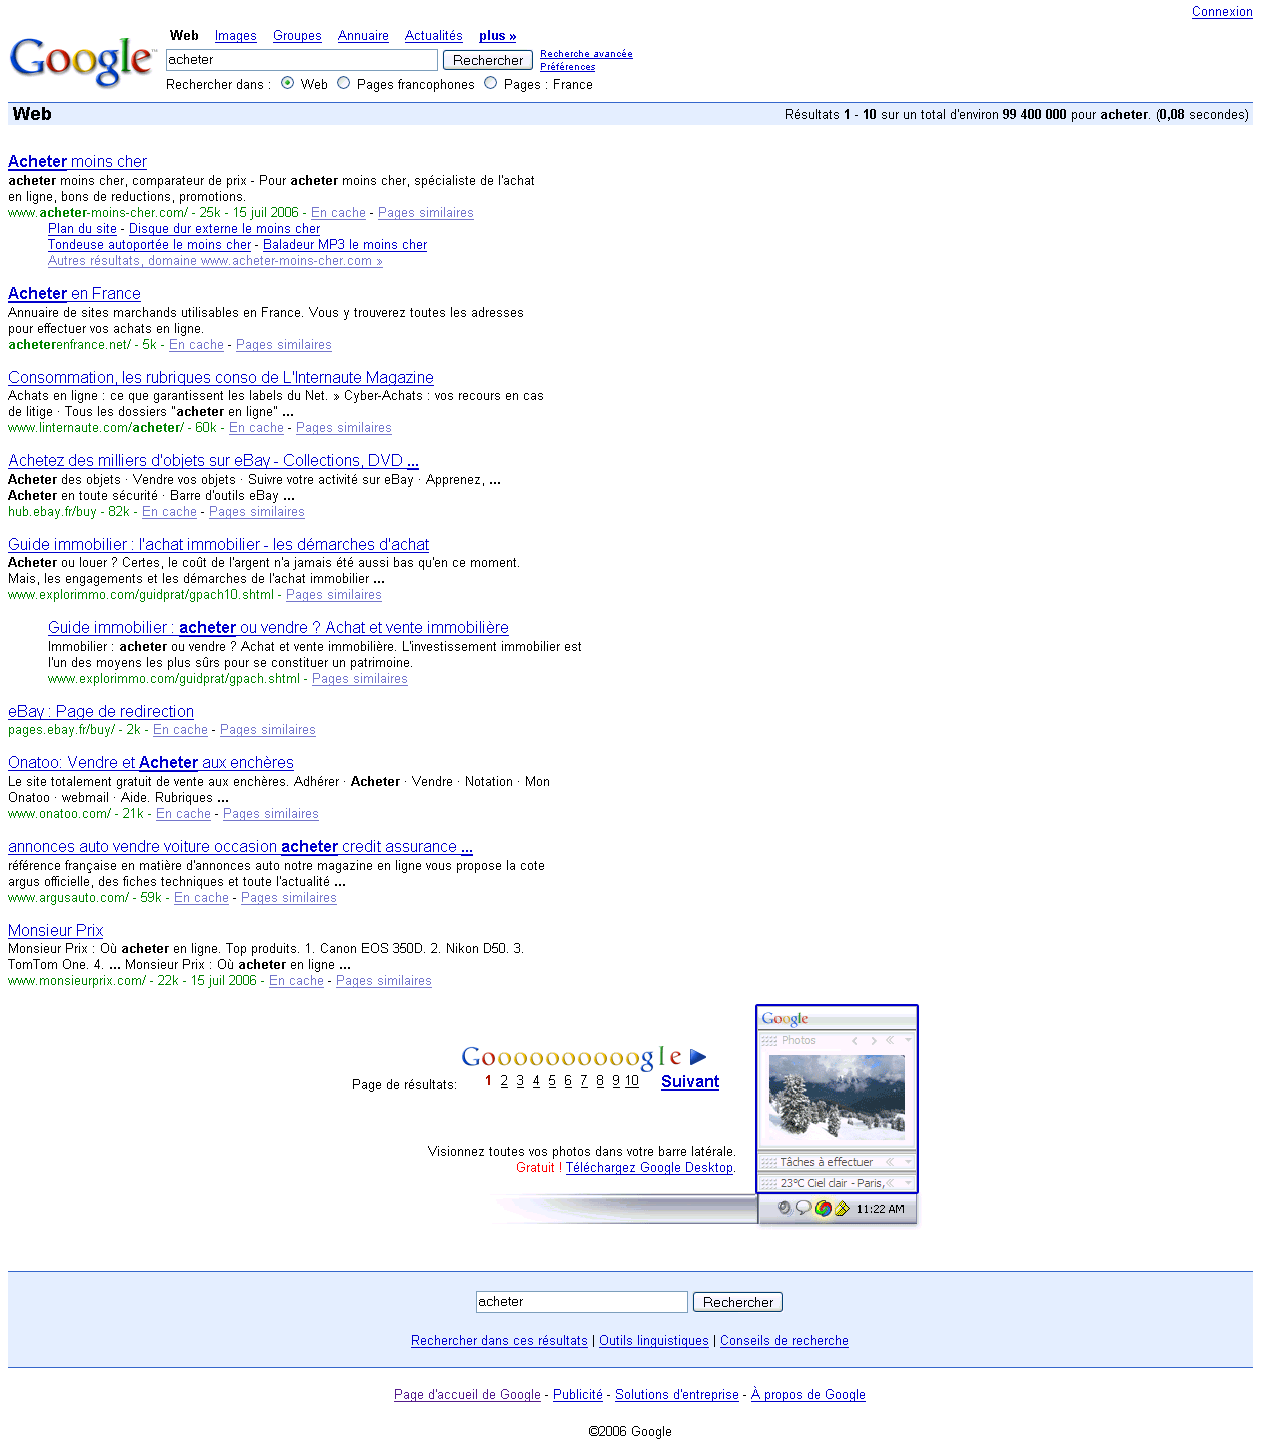 Connexion
Google™
Web Images Groupes Annuaire Actualités plus »
acheter Rechercher Recherche avancée
Préférences
Rechercher dans : Web Pages francophones Pages : France
Web Résultats 1 - 10 sur un total d'environ 99 400 000 pour acheter. (0,08 secondes)
Acheter moins cher
acheter moins cher, comparateur de prix - Pour acheter moins cher, spécialiste de l'achat
en ligne, bons de reductions, promotions.
www.acheter-moins-cher.com/ - 25k - 15 juil 2006 - En cache - Pages similaires
Plan du site - Disque dur externe le moins cher
Tondeuse autoportée le moins cher - Baladeur MP3 le moins cher
Autres résultats, domaine www.acheter-moins-cher.com »
Acheter en France
Annuaire de sites marchands utilisables en France. Vous y trouverez toutes les adresses
pour effectuer vos achats en ligne.
acheterenfrance.net/ - 5k - En cache - Pages similaires
Consommation, les rubriques conso de L'Internaute Magazine
Achats en ligne : ce que garantissent les labels du Net. » Cyber-Achats : vos recours en cas
de litige · Tous les dossiers "acheter en ligne" ...
www.linternaute.com/acheter/ - 60k - En cache - Pages similaires
Achetez des milliers d'objets sur eBay - Collections, DVD ...
Acheter des objets · Vendre vos objets · Suivre votre activité sur eBay · Apprenez, ...
Acheter en toute sécurité · Barre d'outils eBay ...
hub.ebay.fr/buy - 82k - En cache - Pages similaires
Guide immobilier : l'achat immobilier - les démarches d'achat
Acheter ou louer ? Certes, le coût de l'argent n'a jamais été aussi bas qu'en ce moment.
Mais, les engagements et les démarches de l'achat immobilier ...
www.explorimmo.com/guidprat/gpach10.shtml - Pages similaires
Guide immobilier : acheter ou vendre ? Achat et vente immobilière
Immobilier : acheter ou vendre ? Achat et vente immobilière. L'investissement immobilier est
l'un des moyens les plus sûrs pour se constituer un patrimoine.
www.explorimmo.com/guidprat/gpach.shtml - Pages similaires
eBay : Page de redirection
pages.ebay.fr/buy/ - 2k - En cache - Pages similaires
Onatoo: Vendre et Acheter aux enchères
Le site totalement gratuit de vente aux enchères. Adhérer · Acheter · Vendre · Notation · Mon
Onatoo · webmail · Aide. Rubriques ...
www.onatoo.com/ - 21k - En cache - Pages similaires
annonces auto vendre voiture occasion acheter credit assurance ...
référence française en matière d'annonces auto notre magazine en ligne vous propose la cote
argus officielle, des fiches techniques et toute l'actualité ...
www.argusauto.com/ - 59k - En cache - Pages similaires
Monsieur Prix
Monsieur Prix : Où acheter en ligne. Top produits. 1. Canon EOS 350D. 2. Nikon D50. 3.
TomTom One. 4. ... Monsieur Prix : Où acheter en ligne ...
www.monsieurprix.com/ - 22k - 15 juil 2006 - En cache - Pages similaires
Goooooooooogle
Page de résultats: 1 2 3 4 5 6 7 8 9 10 Suivant
Google
Photos
Visionnez toutes vos photos dans votre barre latérale.
Gratuit ! Téléchargez Google Desktop.
Tâches à effectuer
23°C Ciel clair - Paris,
11:22 AM
acheter Rechercher
Rechercher dans ces résultats | Outils linguistiques | Conseils de recherche
Page d'accueil de Google - Publicité - Solutions d'entreprise - À propos de Google
©2006 Google